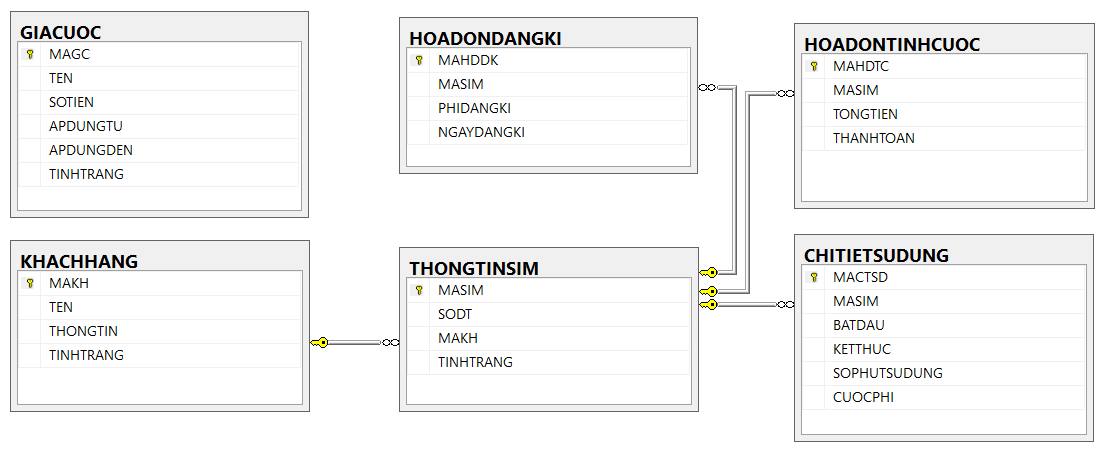 GIACUOC
MAGC
TEN
SOTIEN
APDUNGTU
APDUNGDEN
TINHTRANG
HOADONDANGKI
MAHDDK
MASIM
PHIDANGKI
NGAYDANGKI
HOADONTINHCUOC
MAHDTC
MASIM
TONGTIEN
THANHTOAN
KHACHHANG
MAKH
TEN
THONGTIN
TINHTRANG
THONGTINSIM
MASIM
SODT
MAKH
TINHTRANG
CHITIETSUDUNG
MACTSD
MASIM
BATDAU
KETTHUC
SOPHUTSUDUNG
CUOCPHI